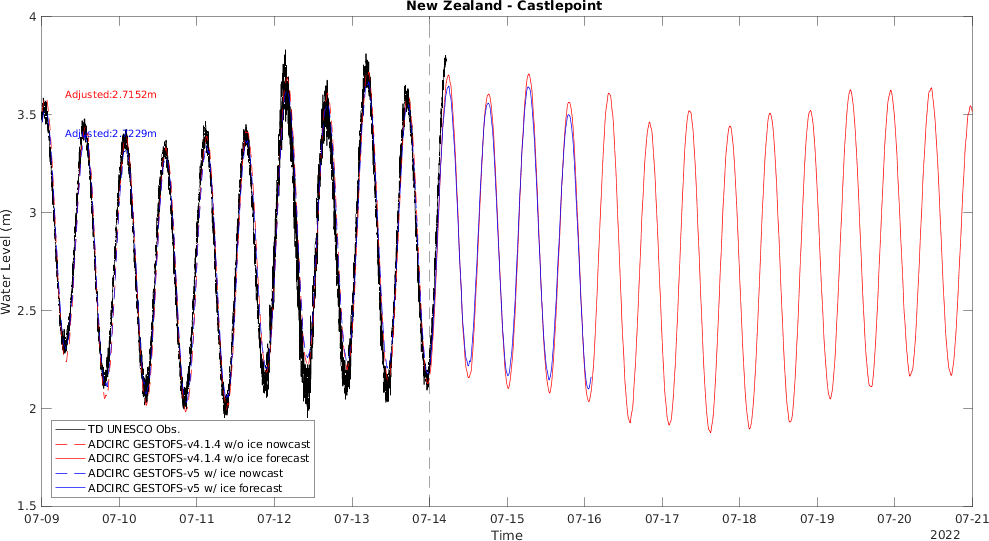 New Zealand - Castlepoint
4
3.5
3
2.5
2
1.5
Water Level (m)
Adjusted:2.7152m
TD UNESCO Obs.
ADCIRC GESTOFS-v4.1.4 w/o ice nowcast
ADCIRC GESTOFS-v4.1.4 w/o ice forecast
ADCIRC GESTOFS-v5 w/ ice nowcast
ADCIRC GESTOFS-v5 w/ ice forecast
07-09
07-10
07-11
07-12
07-13
07-14
07-15
07-16
07-17
07-18
07-19
07-20
07-21
Time
2022